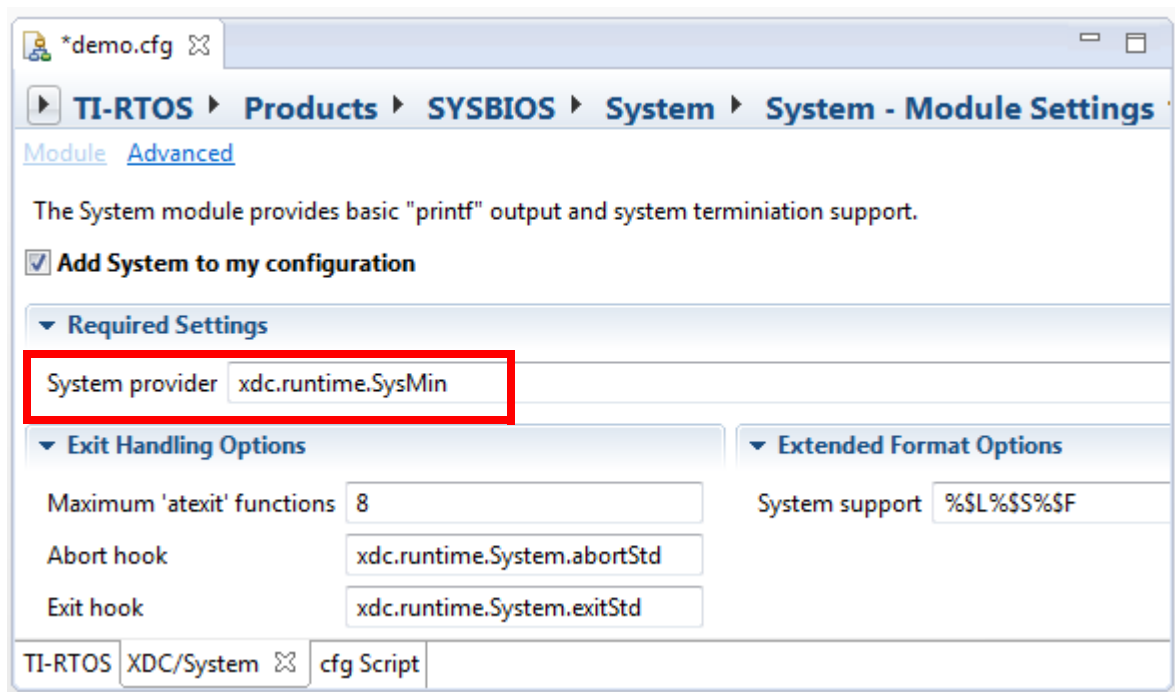 *demo.cfg
TI-RTOS Products SYSBIOS System System - Module Settings
Module Advanced
The System module provides basic "printf" output and system terminiation support.
Add System to my configuration
Required Settings
System provider xdc.runtime.SysMin
Exit Handling Options
Maximum 'atexit' functions 8
Abort hook xdc.runtime.System.abortStd
Exit hook xdc.runtime.System.exitStd
Extended Format Options
System support %$L%$S%$F
TI-RTOS XDC/System cfg Script